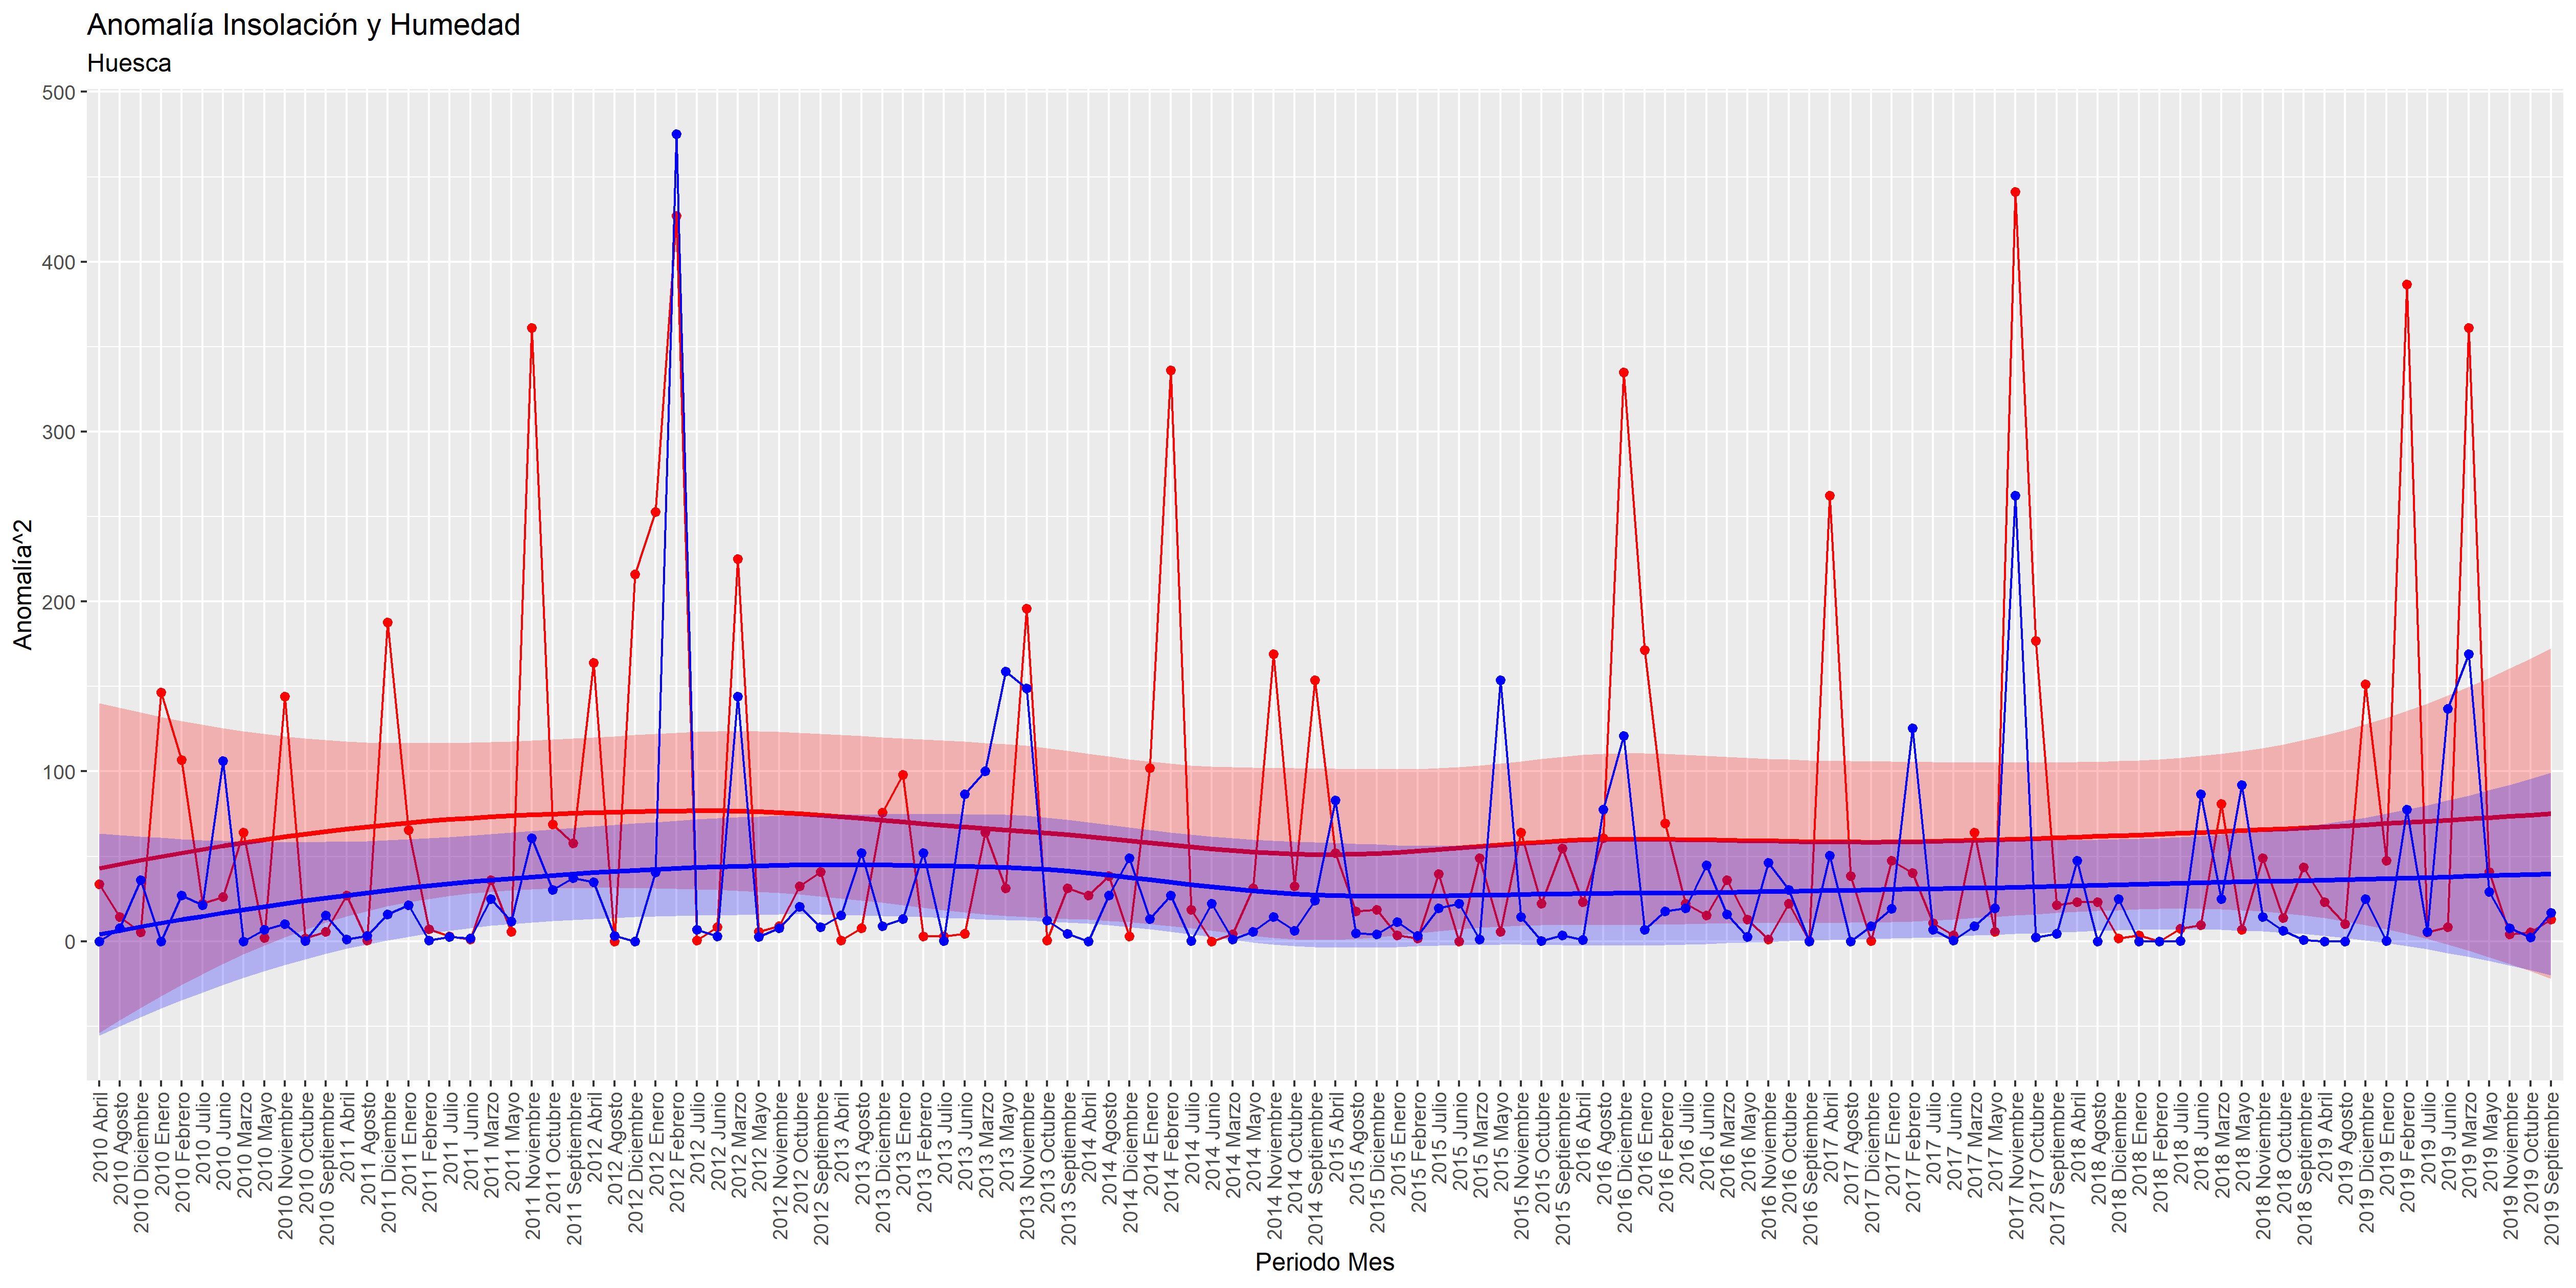 Anomalía Insolación y Humedad
Huesca
Anomalía^2
500
400
300
200
100
0
2010 Abril
2010 Agosto
2010 Diciembre
2010 Enero
2010 Febrero
2010 Julio
2010 Junio
2010 Marzo
2010 Mayo
2010 Noviembre
2010 Octubre
2010 Septiembre
2011 Abril
2011 Agosto
2011 Diciembre
2011 Enero
2011 Febrero
2011 Julio
2011 Junio
2011 Marzo
2011 Mayo
2011 Noviembre
2011 Octubre
2011 Septiembre
2012 Abril
2012 Agosto
2012 Diciembre
2012 Enero
2012 Febrero
2012 Julio
2012 Junio
2012 Marzo
2012 Mayo
2012 Noviembre
2012 Octubre
2012 Septiembre
2013 Abril
2013 Agosto
2013 Diciembre
2013 Enero
2013 Febrero
2013 Julio
2013 Junio
2013 Marzo
2013 Mayo
2013 Noviembre
2013 Octubre
2013 Septiembre
2014 Abril
2014 Agosto
2014 Diciembre
2014 Enero
2014 Febrero
2014 Julio
2014 Junio
2014 Marzo
2014 Mayo
2014 Noviembre
2014 Octubre
2014 Septiembre
2015 Abril
2015 Agosto
2015 Diciembre
2015 Enero
2015 Febrero
2015 Julio
2015 Junio
2015 Marzo
2015 Mayo
2015 Noviembre
2015 Octubre
2015 Septiembre
2016 Abril
2016 Agosto
2016 Diciembre
2016 Enero
2016 Febrero
2016 Julio
2016 Junio
2016 Marzo
2016 Mayo
2016 Noviembre
2016 Octubre
2016 Septiembre
2017 Abril
2017 Agosto
2017 Diciembre
2017 Enero
2017 Febrero
2017 Julio
2017 Junio
2017 Marzo
2017 Mayo
2017 Noviembre
2017 Octubre
2017 Septiembre
2018 Abril
2018 Agosto
2018 Diciembre
2018 Enero
2018 Febrero
2018 Julio
2018 Junio
2018 Marzo
2018 Mayo
2018 Noviembre
2018 Octubre
2018 Septiembre
2019 Abril
2019 Agosto
2019 Diciembre
2019 Enero
2019 Febrero
2019 Julio
2019 Junio
2019 Marzo
2019 Mayo
2019 Noviembre
2019 Octubre
2019 Septiembre
Periodo Mes